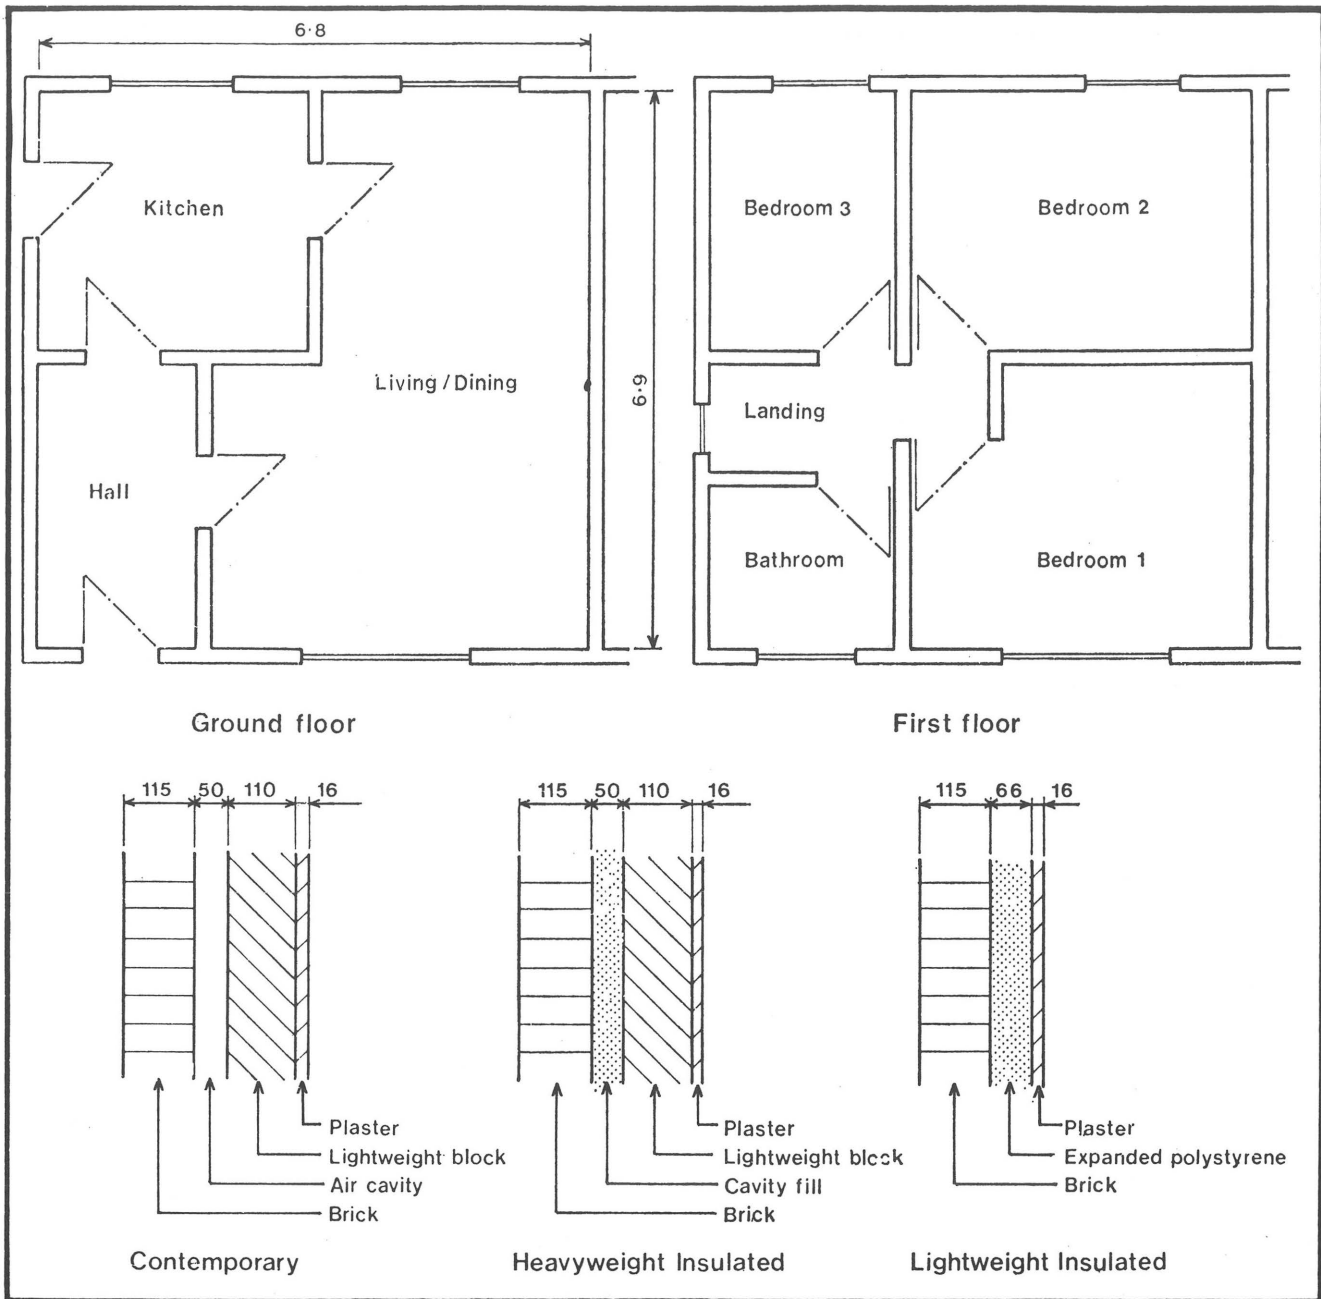 6·8
Kitchen
Living / Dining
Hall
6·9
Bedroom 3
Bedroom 2
Landing
Bathroom
Bedroom 1
Ground floor
First floor
115 50 110 16
Plaster
Lightweight block
Air cavity
Brick
Contemporary
115 50 110 16
Plaster
Lightweight block
Cavity fill
Brick
Heavyweight Insulated
115 66 16
Plaster
Expanded polystyrene
Brick
Lightweight Insulated